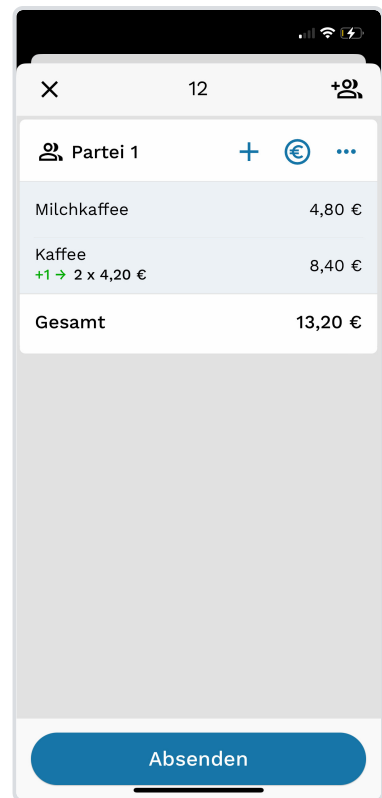 12
Partei 1
Milchkaffee 4,80 €
Kaffee
+1 → 2 x 4,20 € 8,40 €
Gesamt 13,20 €
Absenden